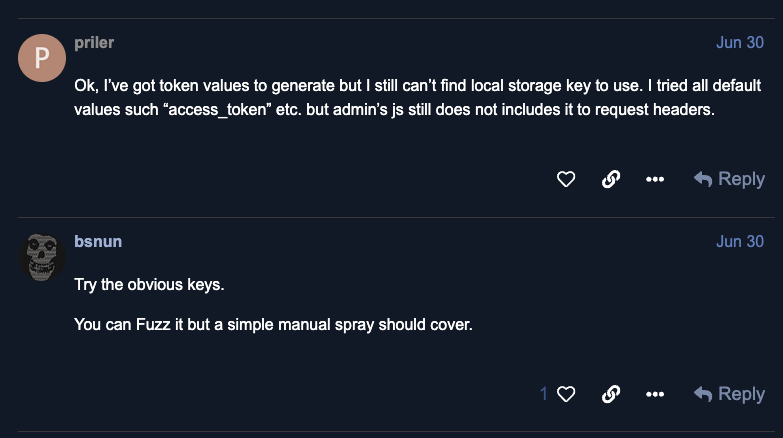 P
priler
Jun 30
Ok, I’ve got token values to generate but I still can’t find local storage key to use. I tried all default
values such “access_token” etc. but admin’s js still does not includes it to request headers.
Reply
bsnun
Jun 30
Try the obvious keys.
You can Fuzz it but a simple manual spray should cover.
1
Reply